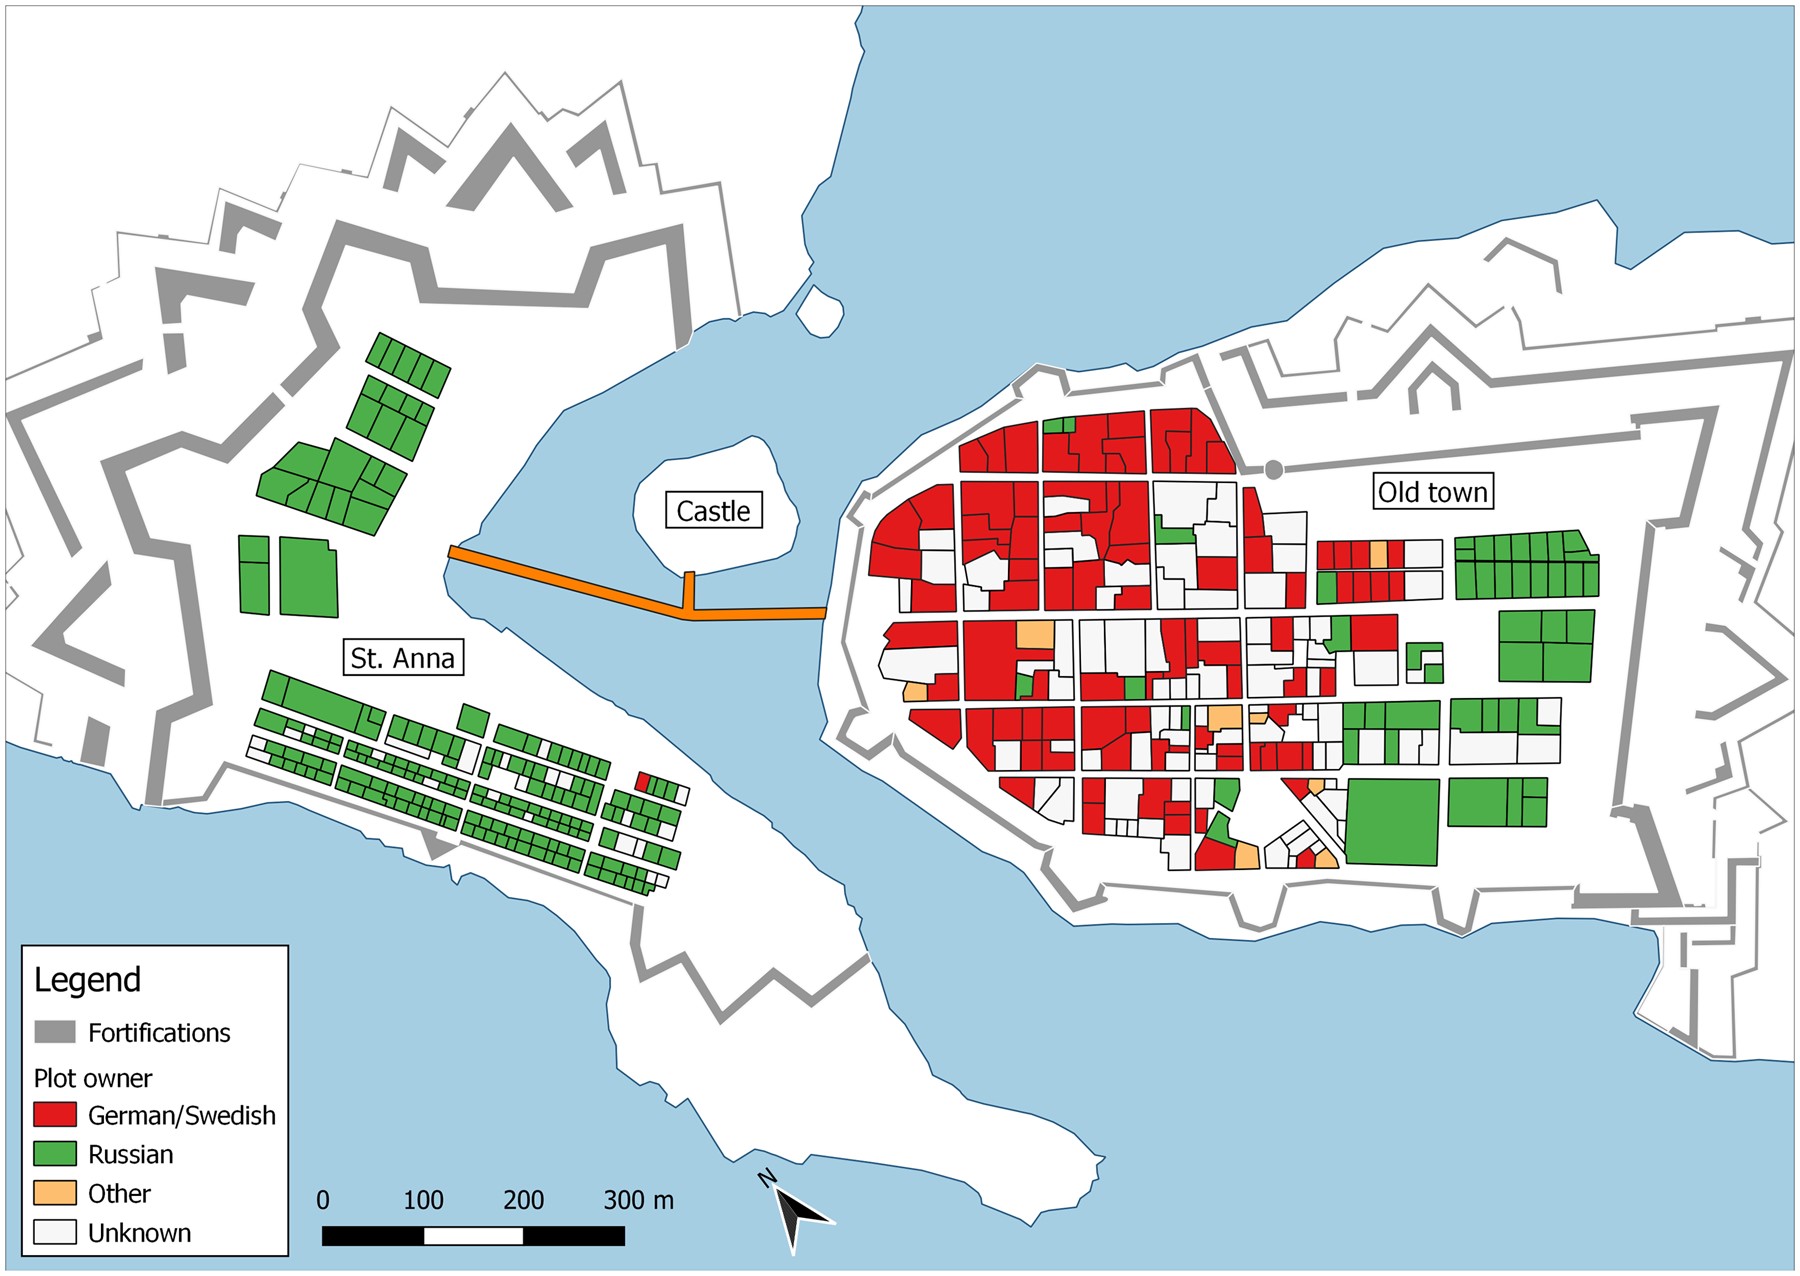 Old town
Castle
St. Anna
Legend
Fortifications
Plot owner
German/Swedish
Russian
Other
Unknown
0 100 200 300 m
N